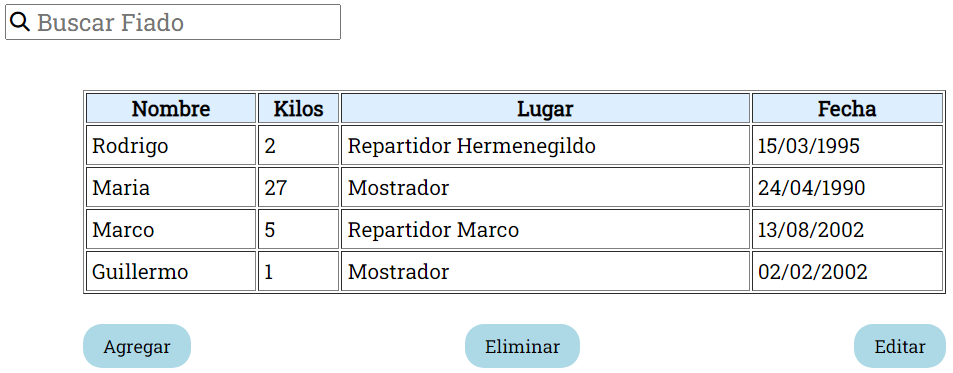 Buscar Fiado
Nombre Kilos Lugar Fecha
Rodrigo 2 Repartidor Hermenegildo 15/03/1995
Maria 27 Mostrador 24/04/1990
Marco 5 Repartidor Marco 13/08/2002
Guillermo 1 Mostrador 02/02/2002
Agregar Eliminar Editar